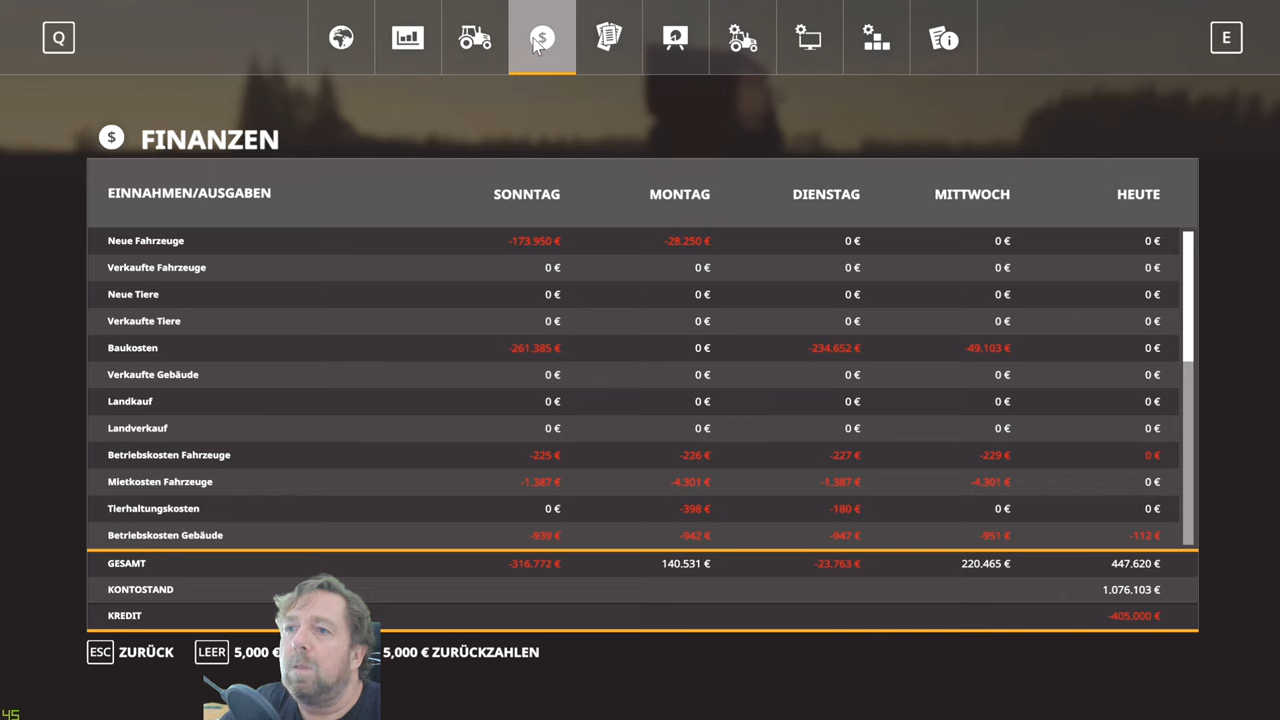 Q E
FINANZEN
EINNAHMEN/AUSGABEN SONNTAG MONTAG DIENSTAG MITTWOCH HEUTE
Neue Fahrzeuge -173.950 € -28.250 € 0 € 0 € 0 €
Verkaufte Fahrzeuge 0 € 0 € 0 € 0 € 0 €
Neue Tiere 0 € 0 € 0 € 0 € 0 €
Verkaufte Tiere 0 € 0 € 0 € 0 € 0 €
Baukosten -261.385 € 0 € -234.652 € -49.103 € 0 €
Verkaufte Gebäude 0 € 0 € 0 € 0 € 0 €
Landkauf 0 € 0 € 0 € 0 € 0 €
Landverkauf 0 € 0 € 0 € 0 € 0 €
Betriebskosten Fahrzeuge -225 € -226 € -227 € -229 € 0 €
Mietkosten Fahrzeuge -1.387 € -4.301 € -1.387 € -4.301 € 0 €
Tierhaltungskosten 0 € -398 € -180 € 0 € 0 €
Betriebskosten Gebäude -939 € -942 € -947 € -951 € -112 €
GESAMT -316.772 € 140.531 € -23.763 € 220.465 € 447.620 €
KONTOSTAND 1.076.103 €
KREDIT -405.000 €
ESC ZURÜCK LEER 5,000 € 5,000 € ZURÜCKZAHLEN
45